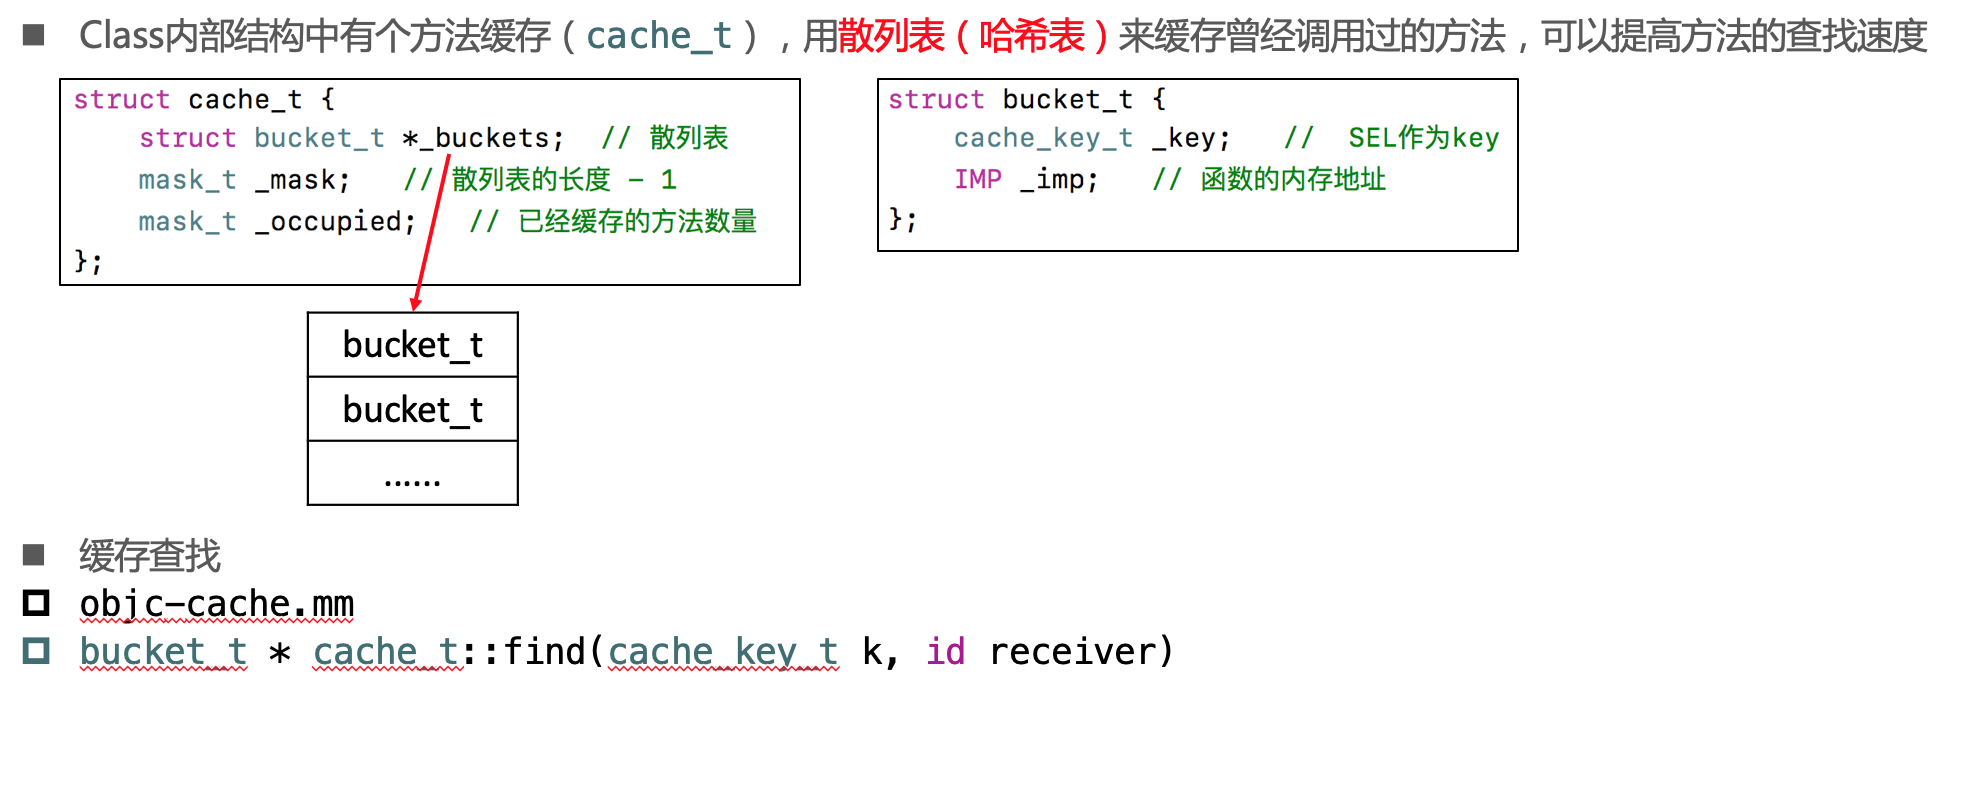 ■ Class内部结构中有个方法缓存（cache_t），用散列表（哈希表）来缓存曾经调用过的方法，可以提高方法的查找速度
struct cache_t {
struct bucket_t *_buckets; // 散列表
mask_t _mask; // 散列表的长度 - 1
mask_t _occupied; // 已经缓存的方法数量
};
struct bucket_t {
cache_key_t _key; // SEL作为key
IMP _imp; // 函数的内存地址
};
bucket_t
bucket_t
......
■ 缓存查找
objc-cache.mm
bucket_t * cache_t::find(cache_key_t k, id receiver)